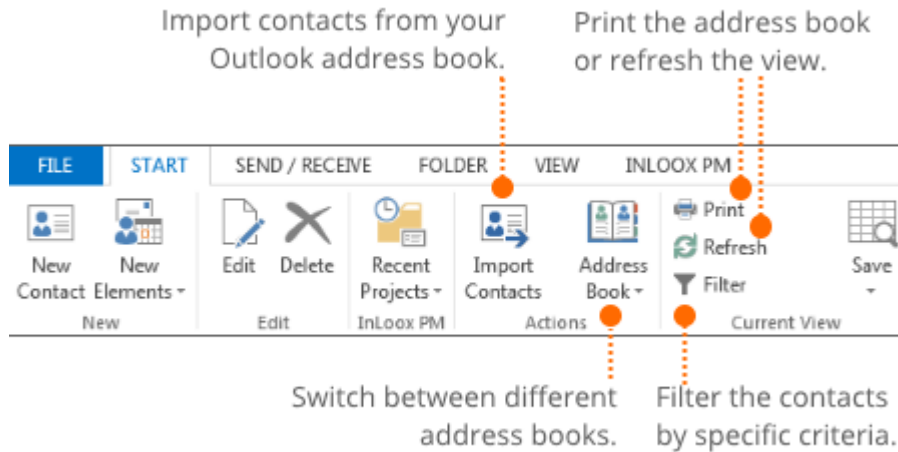 Import contacts from your
Outlook address book.
Print the address book
or refresh the view.
FILE START SEND / RECEIVE FOLDER VIEW INLOOX PM
New
Contact
New
Elements
Edit
Delete
Recent
Projects
Import
Contacts
Address
Book
Print
Refresh
Filter
Save
New
Edit
InLoox PM
Actions
Current View
Switch between different
address books.
Filter the contacts
by specific criteria.